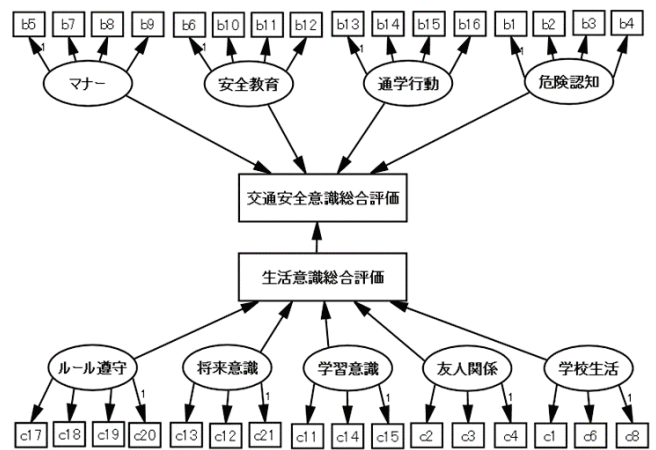 b5 b7 b8 b9 b6 b10 b11 b12 b13 b14 b15 b16 b1 b2 b3 b4
1 1 1 1
マナー 安全教育 通学行動 危険認知
交通安全意識総合評価
生活意識総合評価
ルール遵守 将来意識 学習意識 友人関係 学校生活
1 1 1 1 1
c17 c18 c19 c20 c13 c12 c21 c11 c14 c15 c2 c3 c4 c1 c6 c8